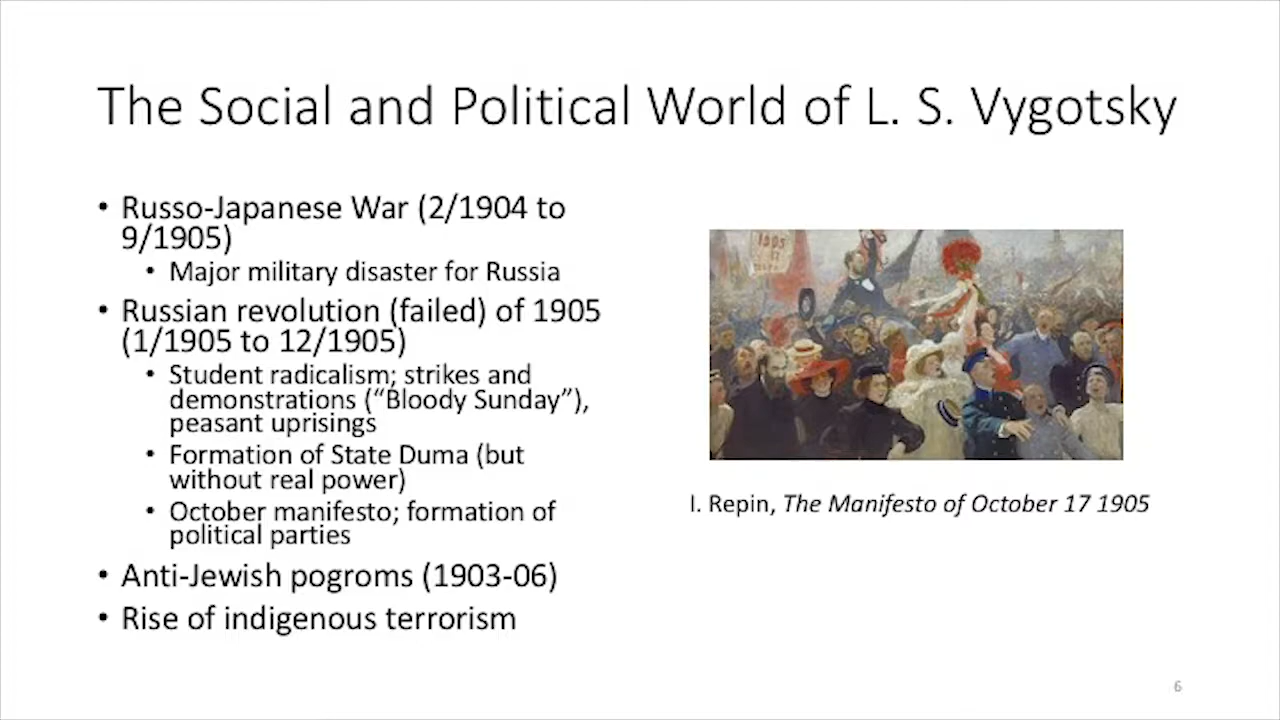 The Social and Political World of L. S. Vygotsky
• Russo-Japanese War (2/1904 to
9/1905)
• Major military disaster for Russia
• Russian revolution (failed) of 1905
(1/1905 to 12/1905)
• Student radicalism; strikes and
demonstrations (“Bloody Sunday”),
peasant uprisings
• Formation of State Duma (but
without real power)
• October manifesto; formation of
political parties
• Anti-Jewish pogroms (1903-06)
• Rise of indigenous terrorism
1905
17
I. Repin, The Manifesto of October 17 1905
6